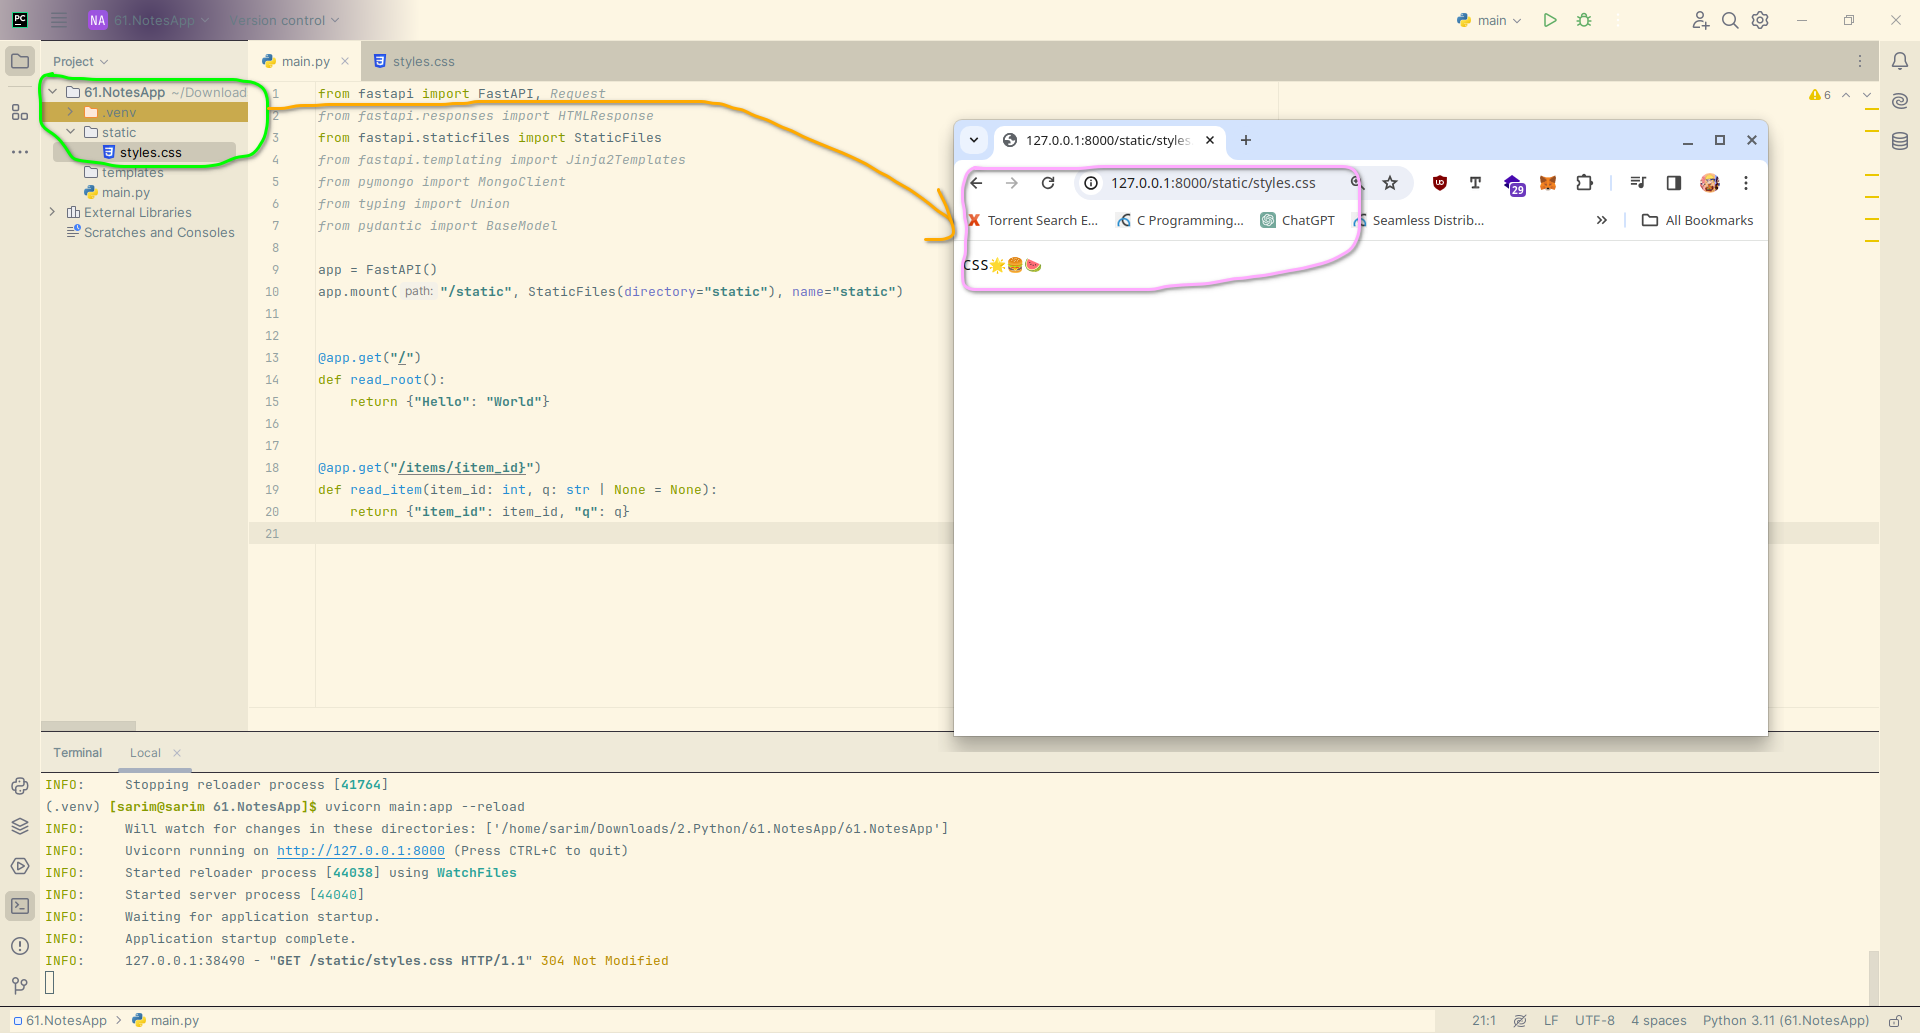 PC NA 61.NotesApp Version control main
Project
61.NotesApp ~/Download
.venv
static
styles.css
templates
main.py
External Libraries
Scratches and Consoles
main.py styles.css
6
1 from fastapi import FastAPI, Request
2 from fastapi.responses import HTMLResponse
3 from fastapi.staticfiles import StaticFiles
4 from fastapi.templating import Jinja2Templates
5 from pymongo import MongoClient
6 from typing import Union
7 from pydantic import BaseModel
8
9 app = FastAPI()
10 app.mount( path: "/static", StaticFiles(directory="static"), name="static")
11
12
13 @app.get("/")
14 def read_root():
15 return {"Hello": "World"}
16
17
18 @app.get("/items/{item_id}")
19 def read_item(item_id: int, q: str | None = None):
20 return {"item_id": item_id, "q": q}
21
127.0.0.1:8000/static/styles
127.0.0.1:8000/static/styles.css
29
Torrent Search E... C Programming,... ChatGPT Seamless Distrib... » All Bookmarks
CSS🌟🍔🍉
Terminal Local
INFO: Stopping reloader process [41764]
(.venv) [sarim@sarim 61.NotesApp]$ uvicorn main:app --reload
INFO: Will watch for changes in these directories: ['/home/sarim/Downloads/2.Python/61.NotesApp/61.NotesApp']
INFO: Uvicorn running on http://127.0.0.1:8000 (Press CTRL+C to quit)
INFO: Started reloader process [44038] using WatchFiles
INFO: Started server process [44040]
INFO: Waiting for application startup.
INFO: Application startup complete.
INFO: 127.0.0.1:38490 - "GET /static/styles.css HTTP/1.1" 304 Not Modified
61.NotesApp > main.py
21:1 LF UTF-8 4 spaces Python 3.11 (61.NotesApp)